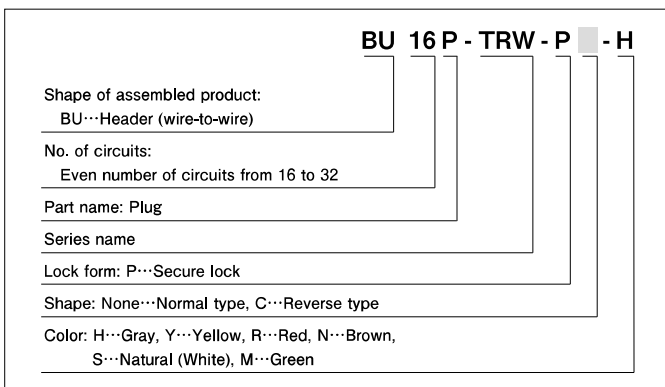 BU 16 P - TRW - P - H
Shape of assembled product:
BU···Header (wire-to-wire)
No. of circuits:
Even number of circuits from 16 to 32
Part name: Plug
Series name
Lock form: P···Secure lock
Shape: None···Normal type, C···Reverse type
Color: H···Gray, Y···Yellow, R···Red, N···Brown,
S···Natural (White), M···Green